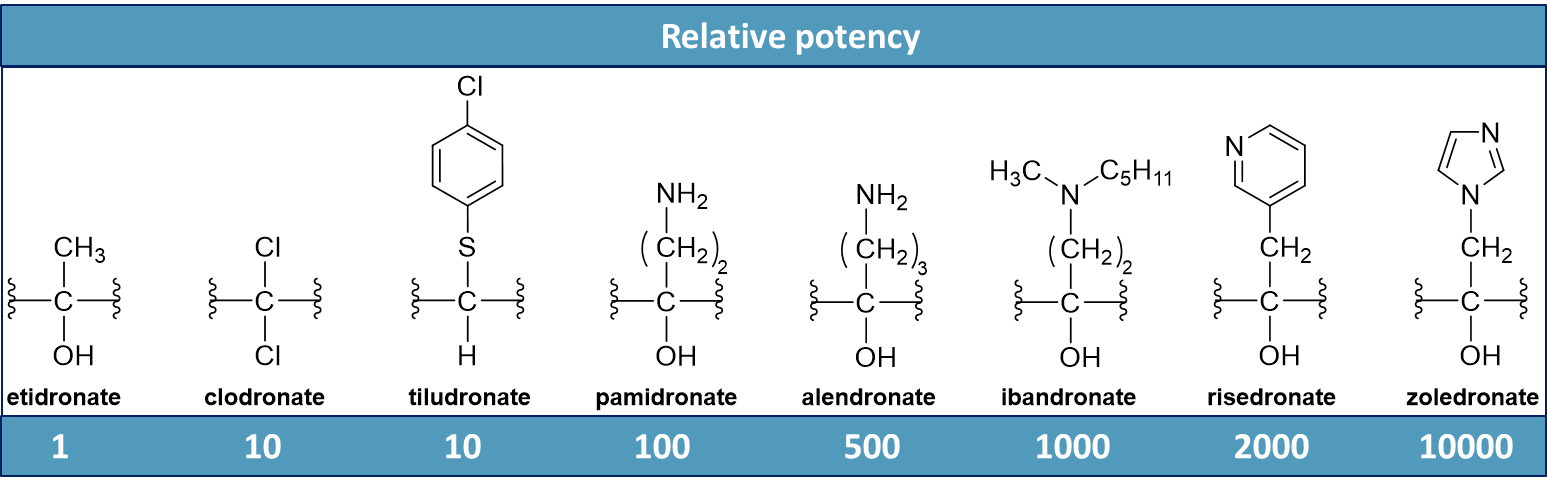 Relative potency
CH3
C
OH
etidronate
1
Cl
C
Cl
clodronate
10
Cl
S
C
H
tiludronate
10
NH2
(CH2)2
C
OH
pamidronate
100
NH2
(CH2)3
C
OH
alendronate
500
H3C N C5H11
(CH2)2
C
OH
ibandronate
1000
N
CH2
C
OH
risedronate
2000
N
N
CH2
C
OH
zoledronate
10000